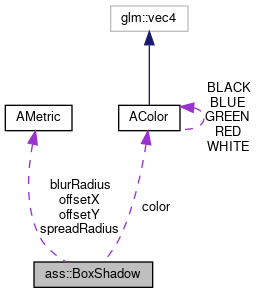 glm::vec4
AMetric
AColor
BLACK
BLUE
GREEN
RED
WHITE
blurRadius
offsetX
offsetY
spreadRadius
color
ass::BoxShadow